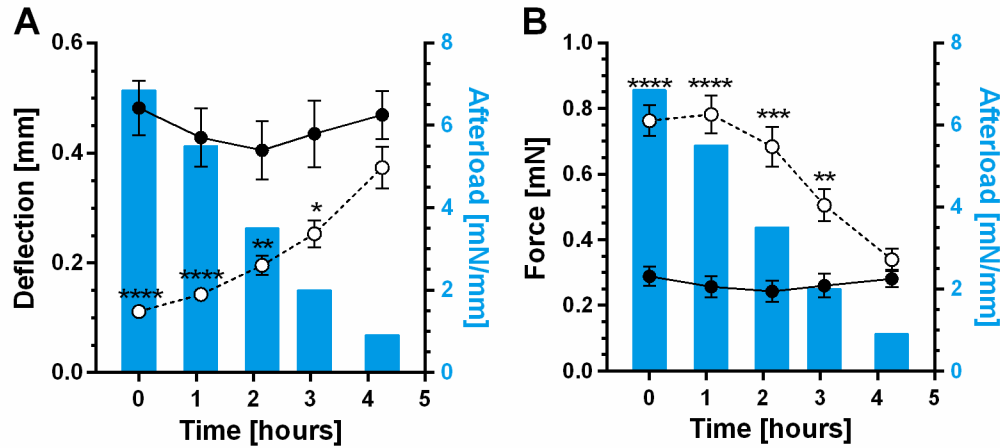 A
Deflection [mm]
0.6
0.4
0.2
0.0
****
****
**
*
8
6
4
2
0
Afterload [mN/mm]
0 1 2 3 4 5
Time [hours]
B
Force [mN]
1.0
0.8
0.6
0.4
0.2
0.0
****
****
***
**
8
6
4
2
0
Afterload [mN/mm]
0 1 2 3 4 5
Time [hours]